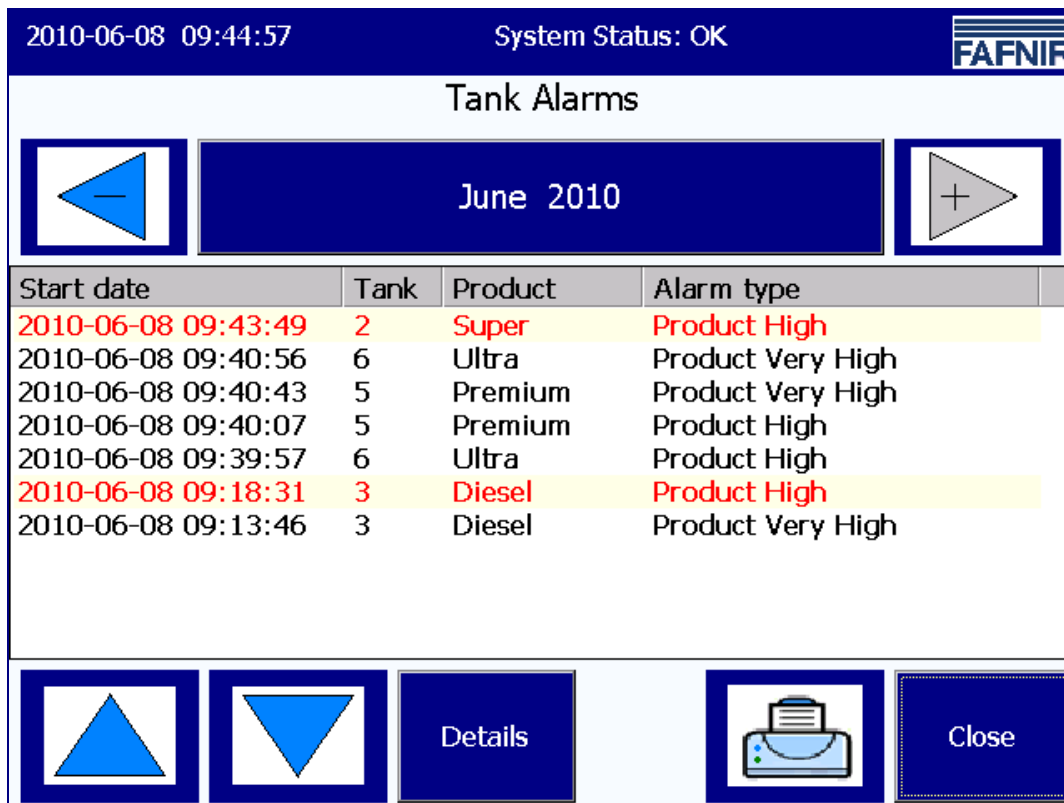 2010-06-08 09:44:57 System Status: OK FAFNIR
Tank Alarms
− June 2010 +
Start date Tank Product Alarm type
2010-06-08 09:43:49 2 Super Product High
2010-06-08 09:40:56 6 Ultra Product Very High
2010-06-08 09:40:43 5 Premium Product Very High
2010-06-08 09:40:07 5 Premium Product High
2010-06-08 09:39:57 6 Ultra Product High
2010-06-08 09:18:31 3 Diesel Product High
2010-06-08 09:13:46 3 Diesel Product Very High
Details Close